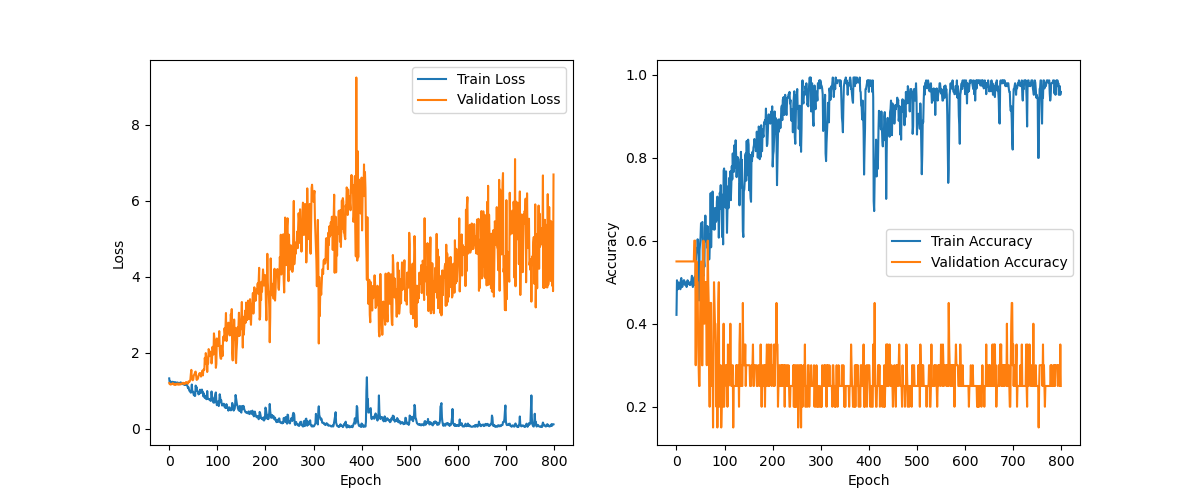 Train Loss
Validation Loss
Loss
8
6
4
2
0
0 100 200 300 400 500 600 700 800
Epoch
Train Accuracy
Validation Accuracy
Accuracy
1.0
0.8
0.6
0.4
0.2
0 100 200 300 400 500 600 700 800
Epoch